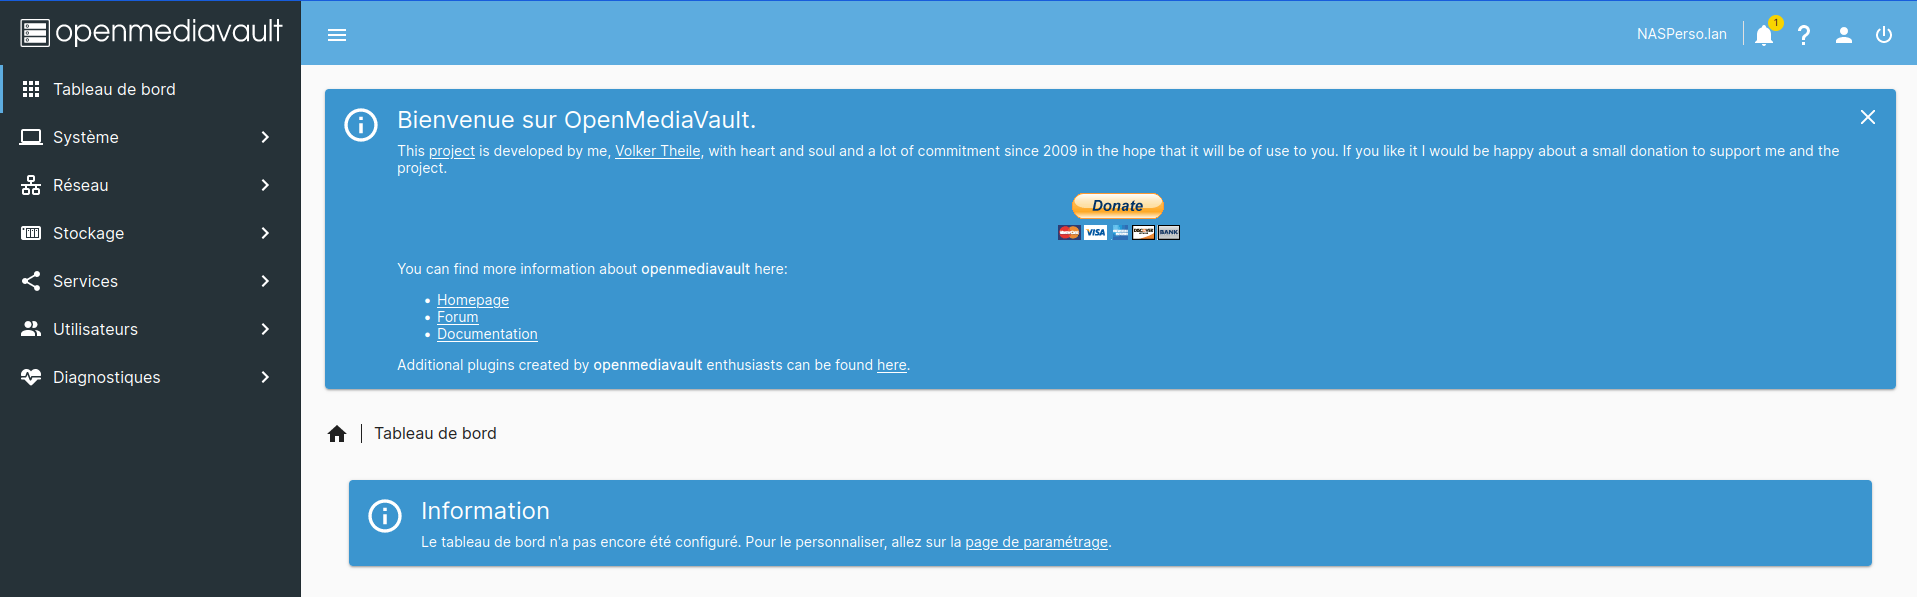 openmediavault
NASPerso.lan
1
?
Tableau de bord
Système
Réseau
Stockage
Services
Utilisateurs
Diagnostiques
Bienvenue sur OpenMediaVault.
This project is developed by me, Volker Theile, with heart and soul and a lot of commitment since 2009 in the hope that it will be of use to you. If you like it I would be happy about a small donation to support me and the
project.
Donate
VISA
BANK
You can find more information about openmediavault here:
• Homepage
• Forum
• Documentation
Additional plugins created by openmediavault enthusiasts can be found here.
Tableau de bord
Information
Le tableau de bord n'a pas encore été configuré. Pour le personnaliser, allez sur la page de paramétrage.